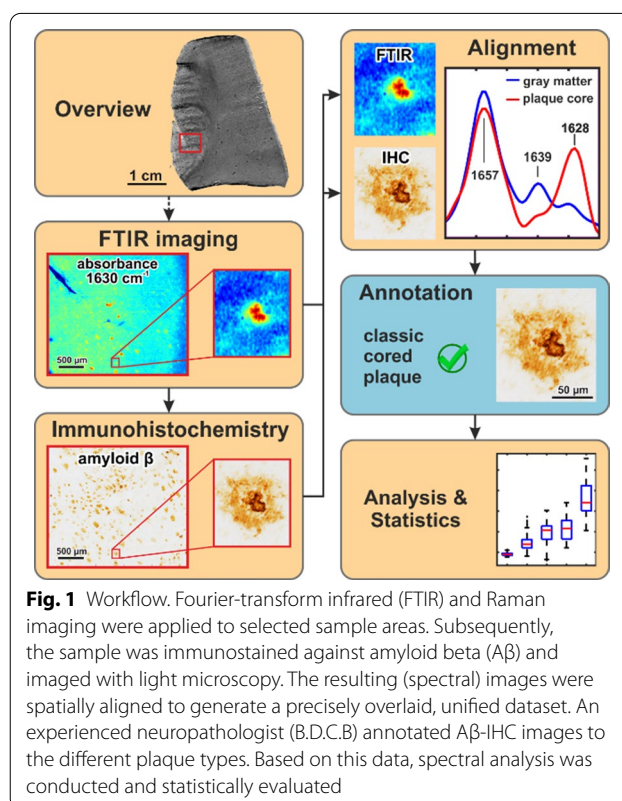 Overview
1 cm
FTIR imaging
absorbance
1630 cm⁻¹
500 µm
Immunohistochemistry
amyloid β
500 µm
FTIR
IHC
Alignment
gray matter
plaque core
1657
1639
1628
Annotation
classic
cored
plaque
50 µm
Analysis &
Statistics
Fig. 1 Workflow. Fourier-transform infrared (FTIR) and Raman
imaging were applied to selected sample areas. Subsequently,
the sample was immunostained against amyloid beta (Aβ) and
imaged with light microscopy. The resulting (spectral) images were
spatially aligned to generate a precisely overlaid, unified dataset. An
experienced neuropathologist (B.D.C.B) annotated Aβ-IHC images to
the different plaque types. Based on this data, spectral analysis was
conducted and statistically evaluated